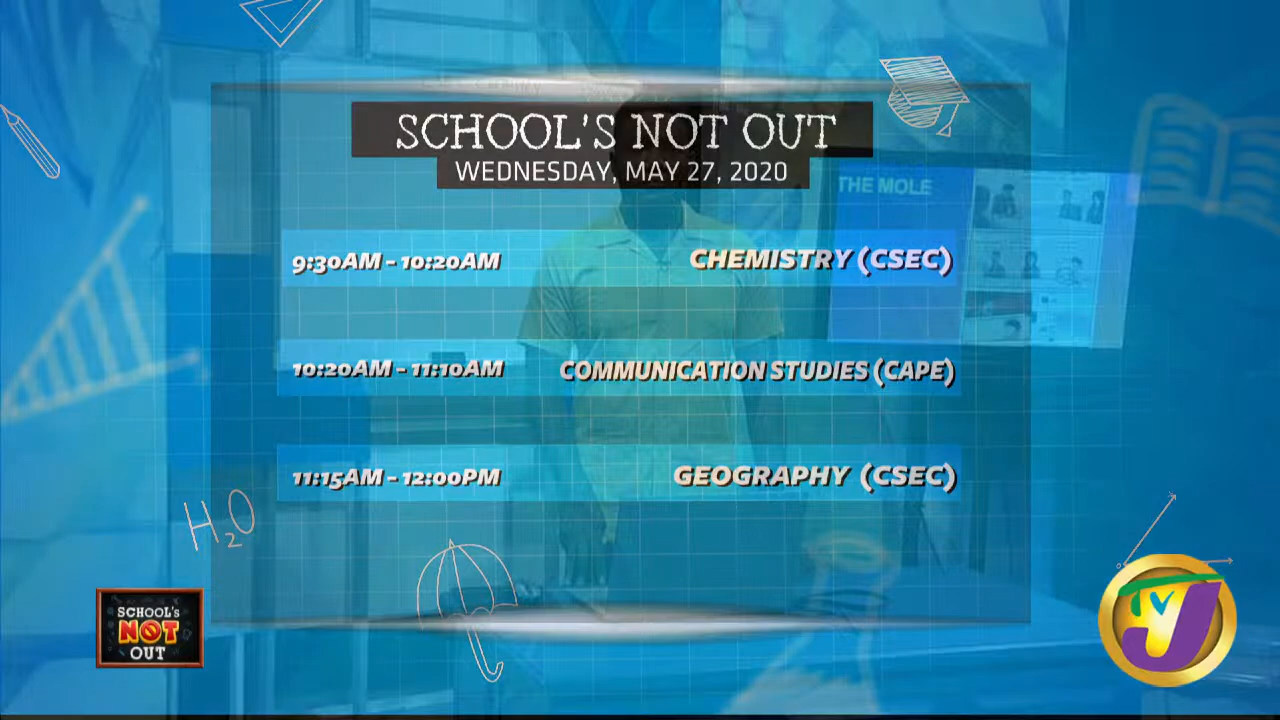 SCHOOL'S NOT OUT
WEDNESDAY, MAY 27, 2020
THE MOLE
9:30AM - 10:20AM CHEMISTRY (CSEC)
10:20AM - 11:10AM COMMUNICATION STUDIES (CAPE)
11:15AM - 12:00PM GEOGRAPHY (CSEC)
H₂O
SCHOOL's
NOT
OUT
TVJ